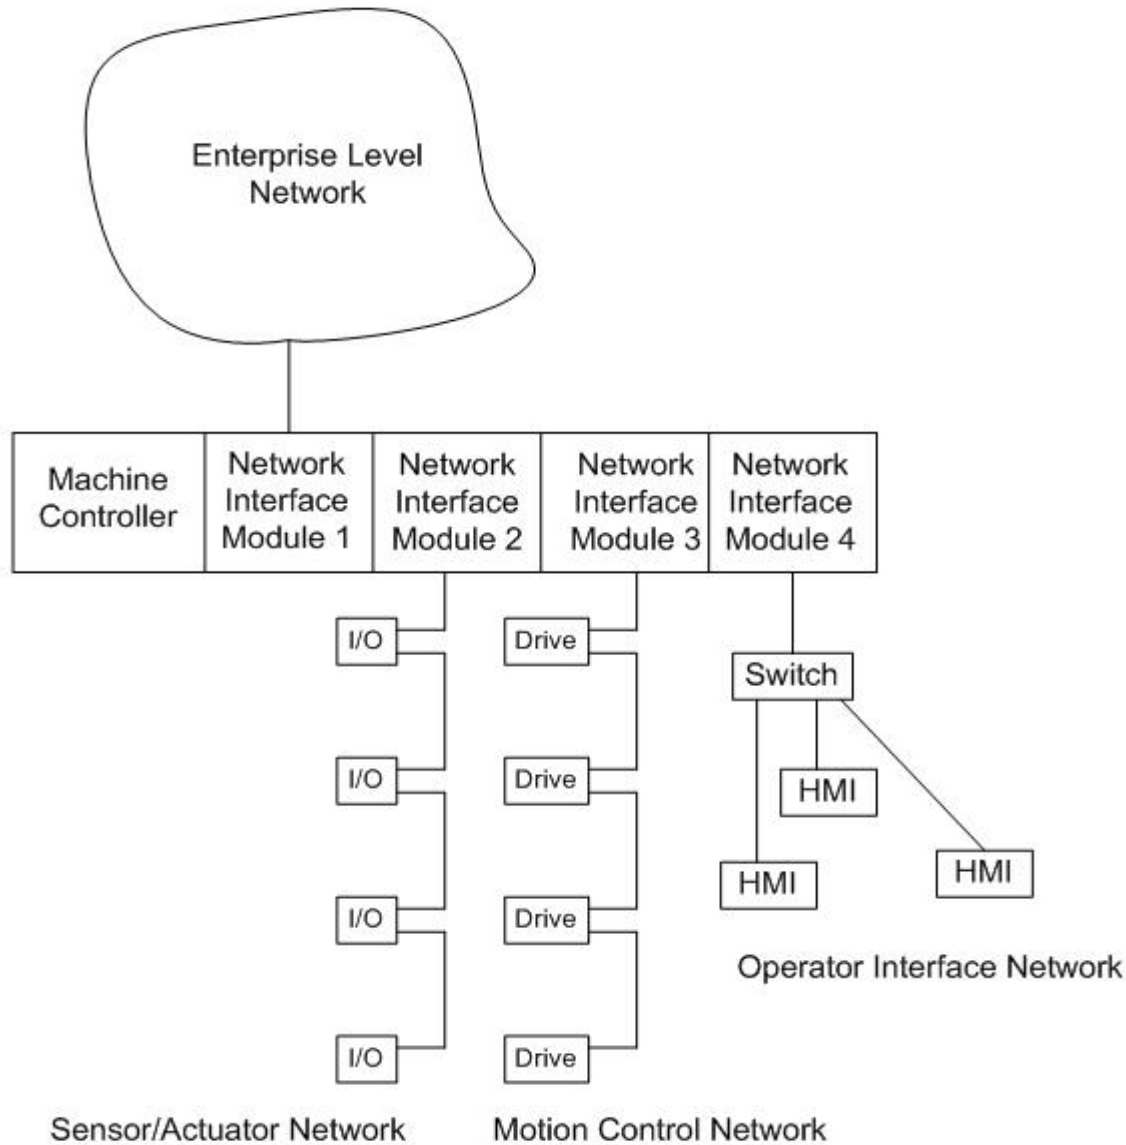 Enterprise Level
Network
Machine
Controller
Network
Interface
Module 1
Network
Interface
Module 2
Network
Interface
Module 3
Network
Interface
Module 4
I/O
I/O
I/O
I/O
Drive
Drive
Drive
Drive
Switch
HMI
HMI
HMI
Operator Interface Network
Sensor/Actuator Network
Motion Control Network